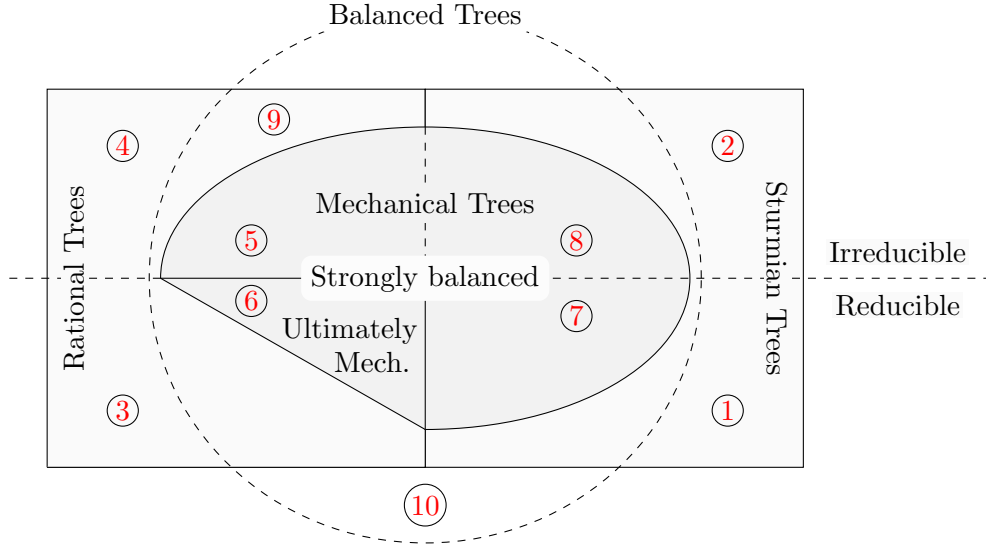 Balanced Trees
9
4
2
Mechanical Trees
5
8
Rational Trees
Sturmian Trees
Irreducible
Strongly balanced
Reducible
6
7
Ultimately
Mech.
3
1
10